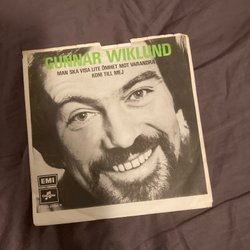 GUNNAR WIKLUND
MAN SKA VISA LITE ÖMHET MOT VARANDRA
KOM TILL MEJ
EMI